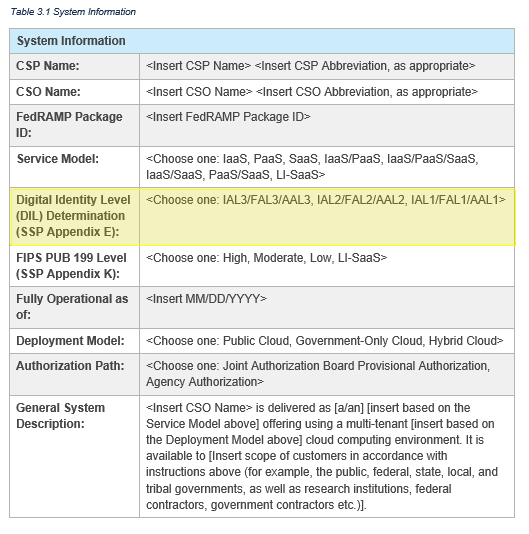 Table 3.1 System Information
System Information
CSP Name:
<Insert CSP Name> <Insert CSP Abbreviation, as appropriate>
CSO Name:
<Insert CSO Name> <Insert CSO Abbreviation, as appropriate>
FedRAMP Package
ID:
<Insert FedRAMP Package ID>
Service Model:
<Choose one: IaaS, PaaS, SaaS, IaaS/PaaS, IaaS/PaaS/SaaS,
IaaS/SaaS, PaaS/SaaS, LI-SaaS>
Digital Identity Level
(DIL) Determination
(SSP Appendix E):
<Choose one: IAL3/FAL3/AAL3, IAL2/FAL2/AAL2, IAL1/FAL1/AAL1>
FIPS PUB 199 Level
(SSP Appendix K):
<Choose one: High, Moderate, Low, LI-SaaS>
Fully Operational as
of:
<Insert MM/DD/YYYY>
Deployment Model:
<Choose one: Public Cloud, Government-Only Cloud, Hybrid Cloud>
Authorization Path:
<Choose one: Joint Authorization Board Provisional Authorization,
Agency Authorization>
General System
Description:
<Insert CSO Name> is delivered as [a/an] [insert based on the
Service Model above] offering using a multi-tenant [insert based on
the Deployment Model above] cloud computing environment. It is
available to [Insert scope of customers in accordance with
instructions above (for example, the public, federal, state, local, and
tribal governments, as well as research institutions, federal
contractors, government contractors etc.)].